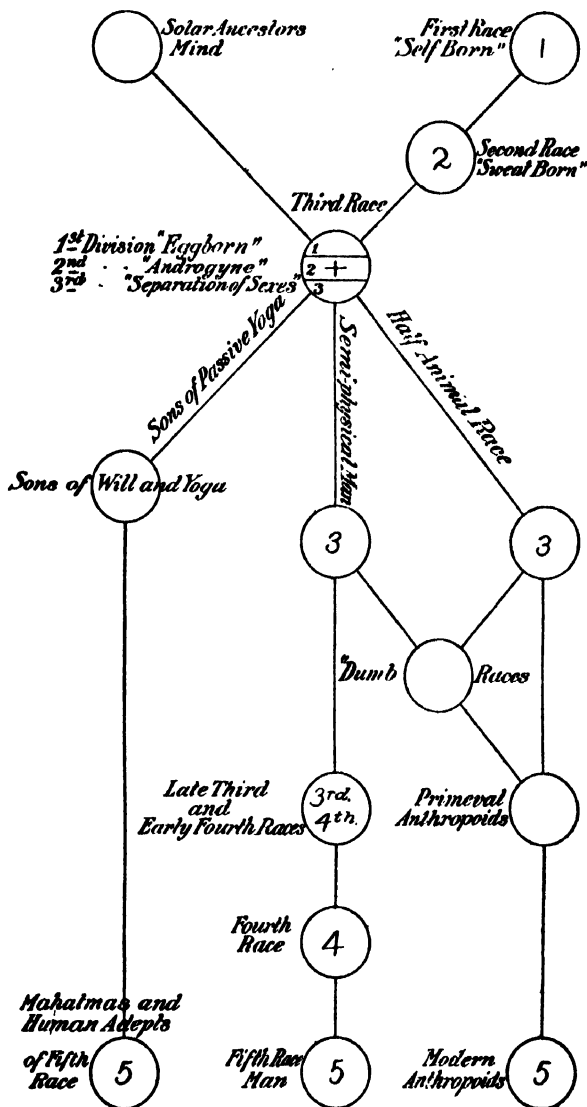 Solar Ancestors
Mind
First Race
"Self Born"
1
2
Second Race
"Sweat Born"
Third Race
1st Division "Eggborn"
2nd · · "Androgyne"
3rd · "Separation of Sexes"
1
2 +
3
Sons of Passive Yoga
Semi-physical Man
Half Animal Race
Sons of Will and Yoga
3
3
"Dumb Races
Late Third
and
Early Fourth Races
3rd.
4th.
Primeval
Anthropoids
Fourth
Race
4
Mahatmas and
Human Adepts
of Fifth
Race
5
Fifth Race
Man
5
Modern
Anthropoids
5